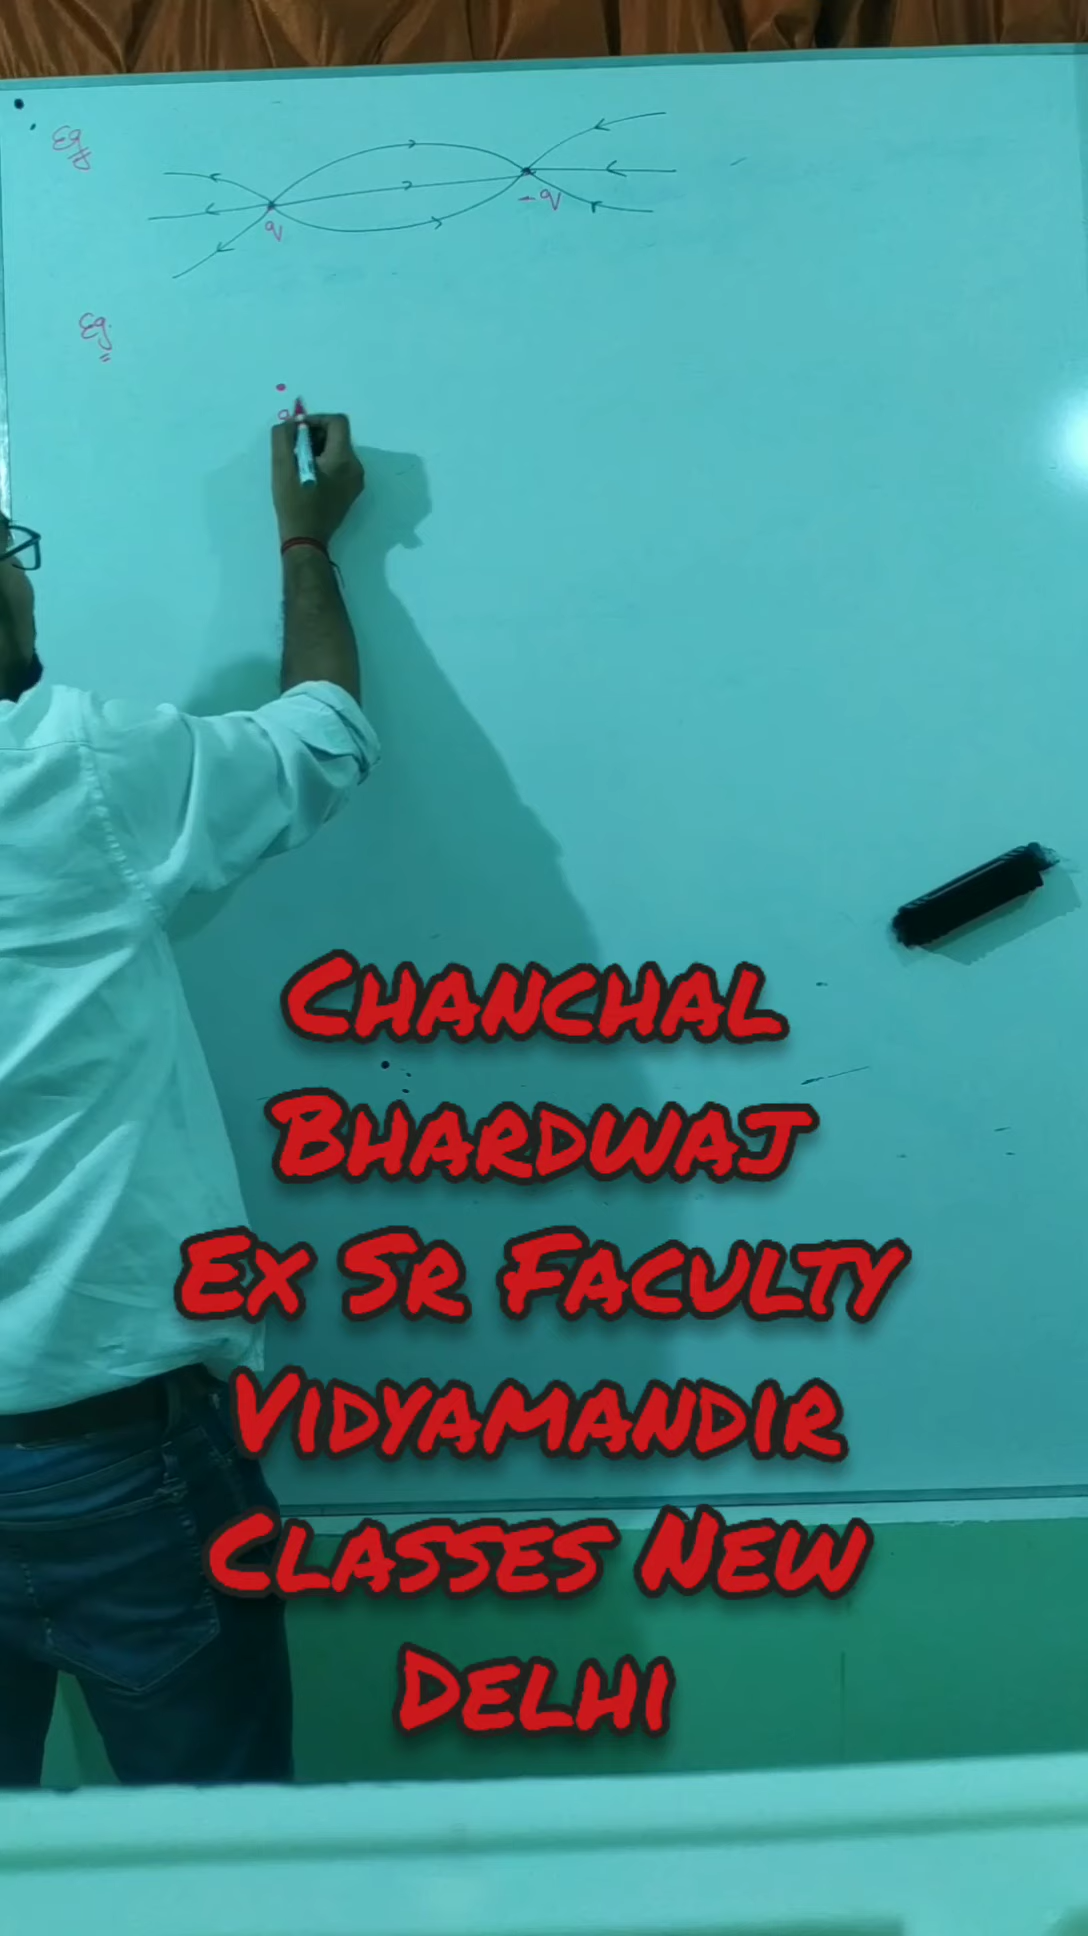 Eg
q
-q
Eg
q
CHANCHAL
BHARDWAJ
EX SR FACULTY
VIDYAMANDIR
CLASSES NEW
DELHI